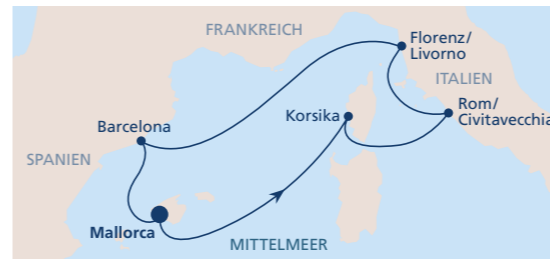 FRANKREICH
Florenz/
Livorno
ITALIEN
Rom/
Civitavecchia
Korsika
Barcelona
SPANIEN
Mallorca
MITTELMEER